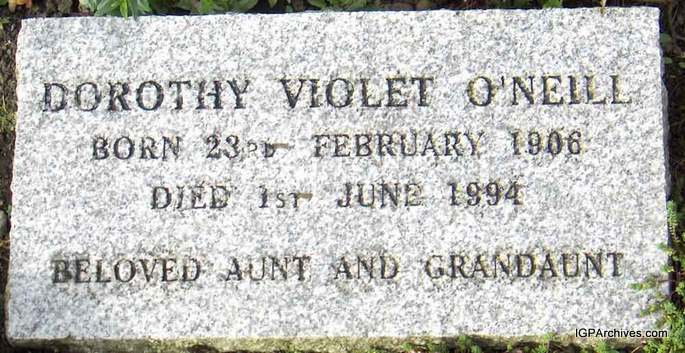 DOROTHY VIOLET O'NEILL
BORN 23RD FEBRUARY 1906
DIED 1ST JUNE 1994
BELOVED AUNT AND GRANDAUNT
IGPArchives.com